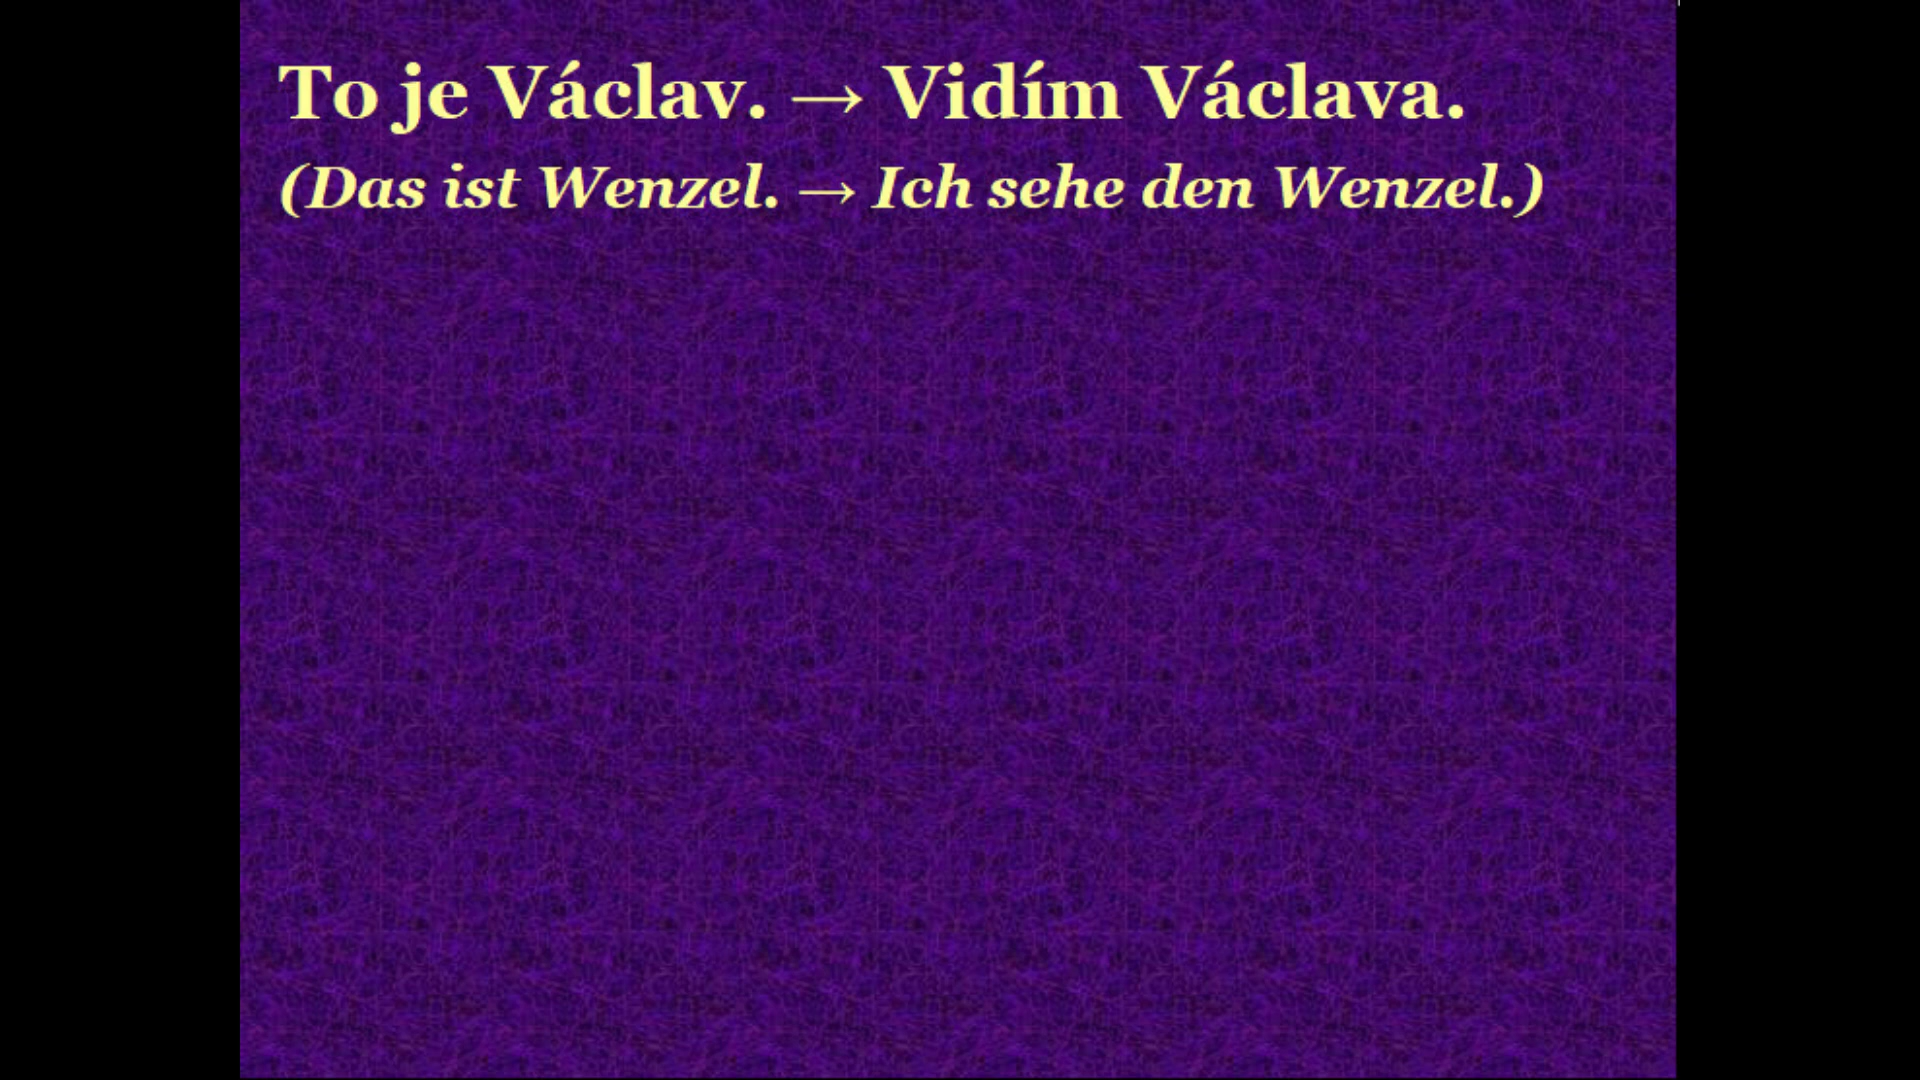 To je Václav. → Vidím Václava.
(Das ist Wenzel. → Ich sehe den Wenzel.)